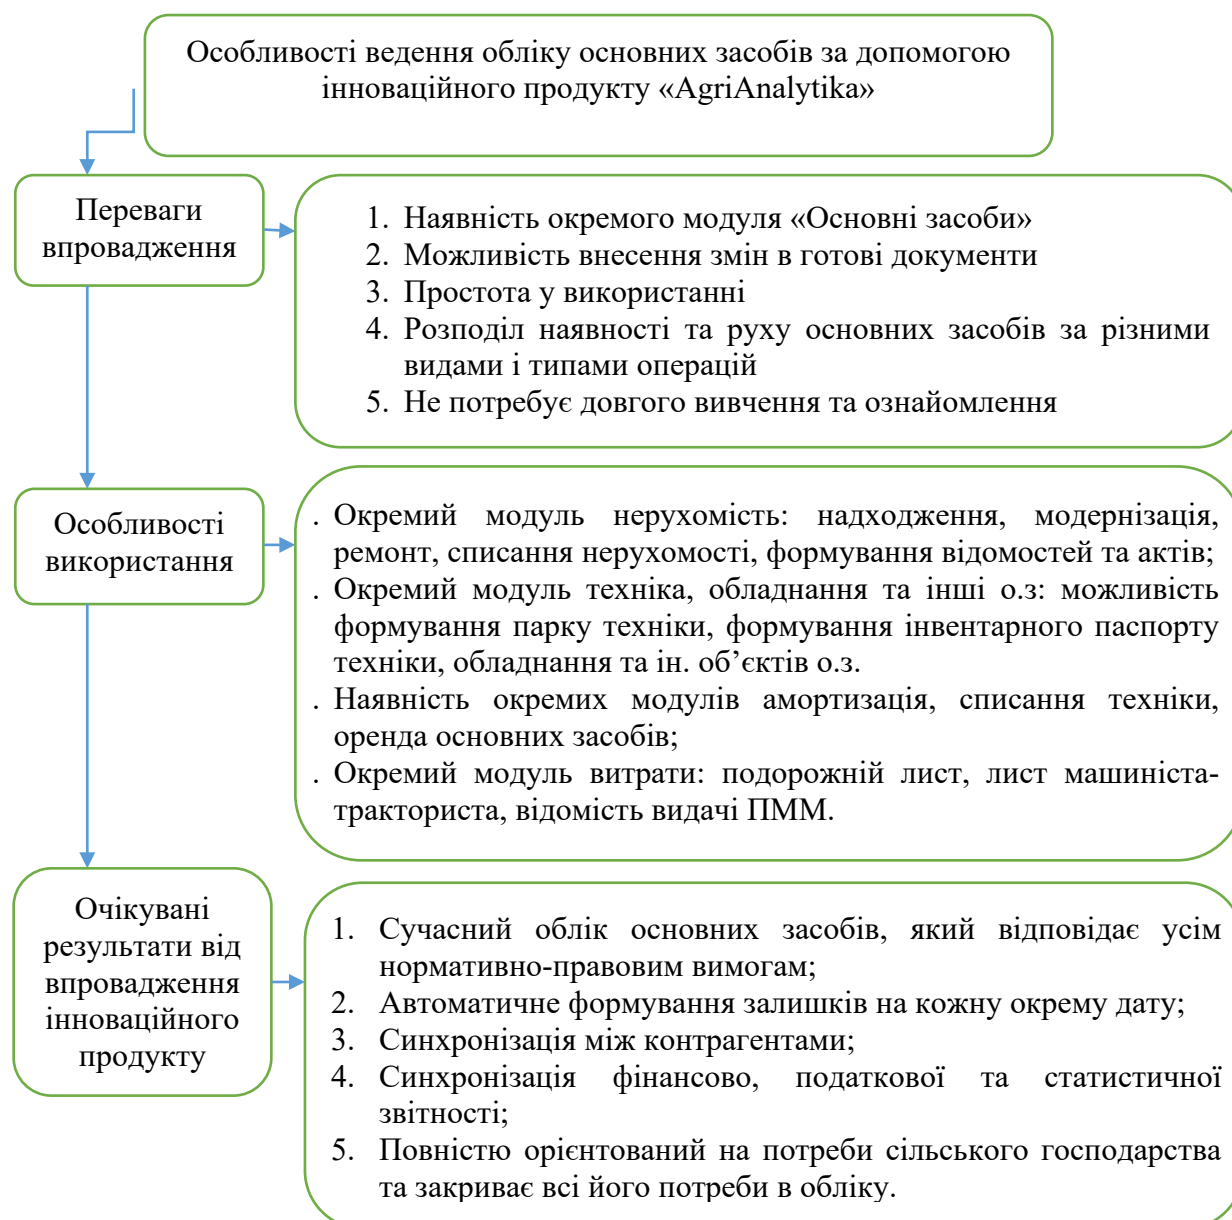 Особливості ведення обліку основних засобів за допомогою
інноваційного продукту «AgriAnalytika»
Переваги
впровадження
1. Наявність окремого модуля «Основні засоби»
2. Можливість внесення змін в готові документи
3. Простота у використанні
4. Розподіл наявності та руху основних засобів за різними
видами і типами операцій
5. Не потребує довгого вивчення та ознайомлення
Особливості
використання
. Окремий модуль нерухомість: надходження, модернізація,
ремонт, списання нерухомості, формування відомостей та актів;
. Окремий модуль техніка, обладнання та інші о.з: можливість
формування парку техніки, формування інвентарного паспорту
техніки, обладнання та ін. об’єктів о.з.
. Наявність окремих модулів амортизація, списання техніки,
оренда основних засобів;
. Окремий модуль витрати: подорожній лист, лист машиніста-
тракториста, відомість видачі ПММ.
Очікувані
результати від
впровадження
інноваційного
продукту
1. Сучасний облік основних засобів, який відповідає усім
нормативно-правовим вимогам;
2. Автоматичне формування залишків на кожну окрему дату;
3. Синхронізація між контрагентами;
4. Синхронізація фінансово, податкової та статистичної
звітності;
5. Повністю орієнтований на потреби сільського господарства
та закриває всі його потреби в обліку.